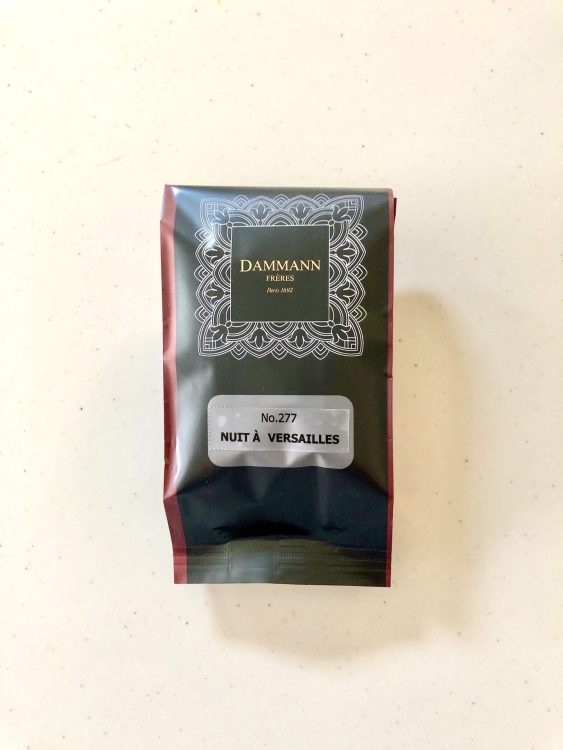 DAMMANN
FRÈRES
Paris 1692
No.277
NUIT À VERSAILLES